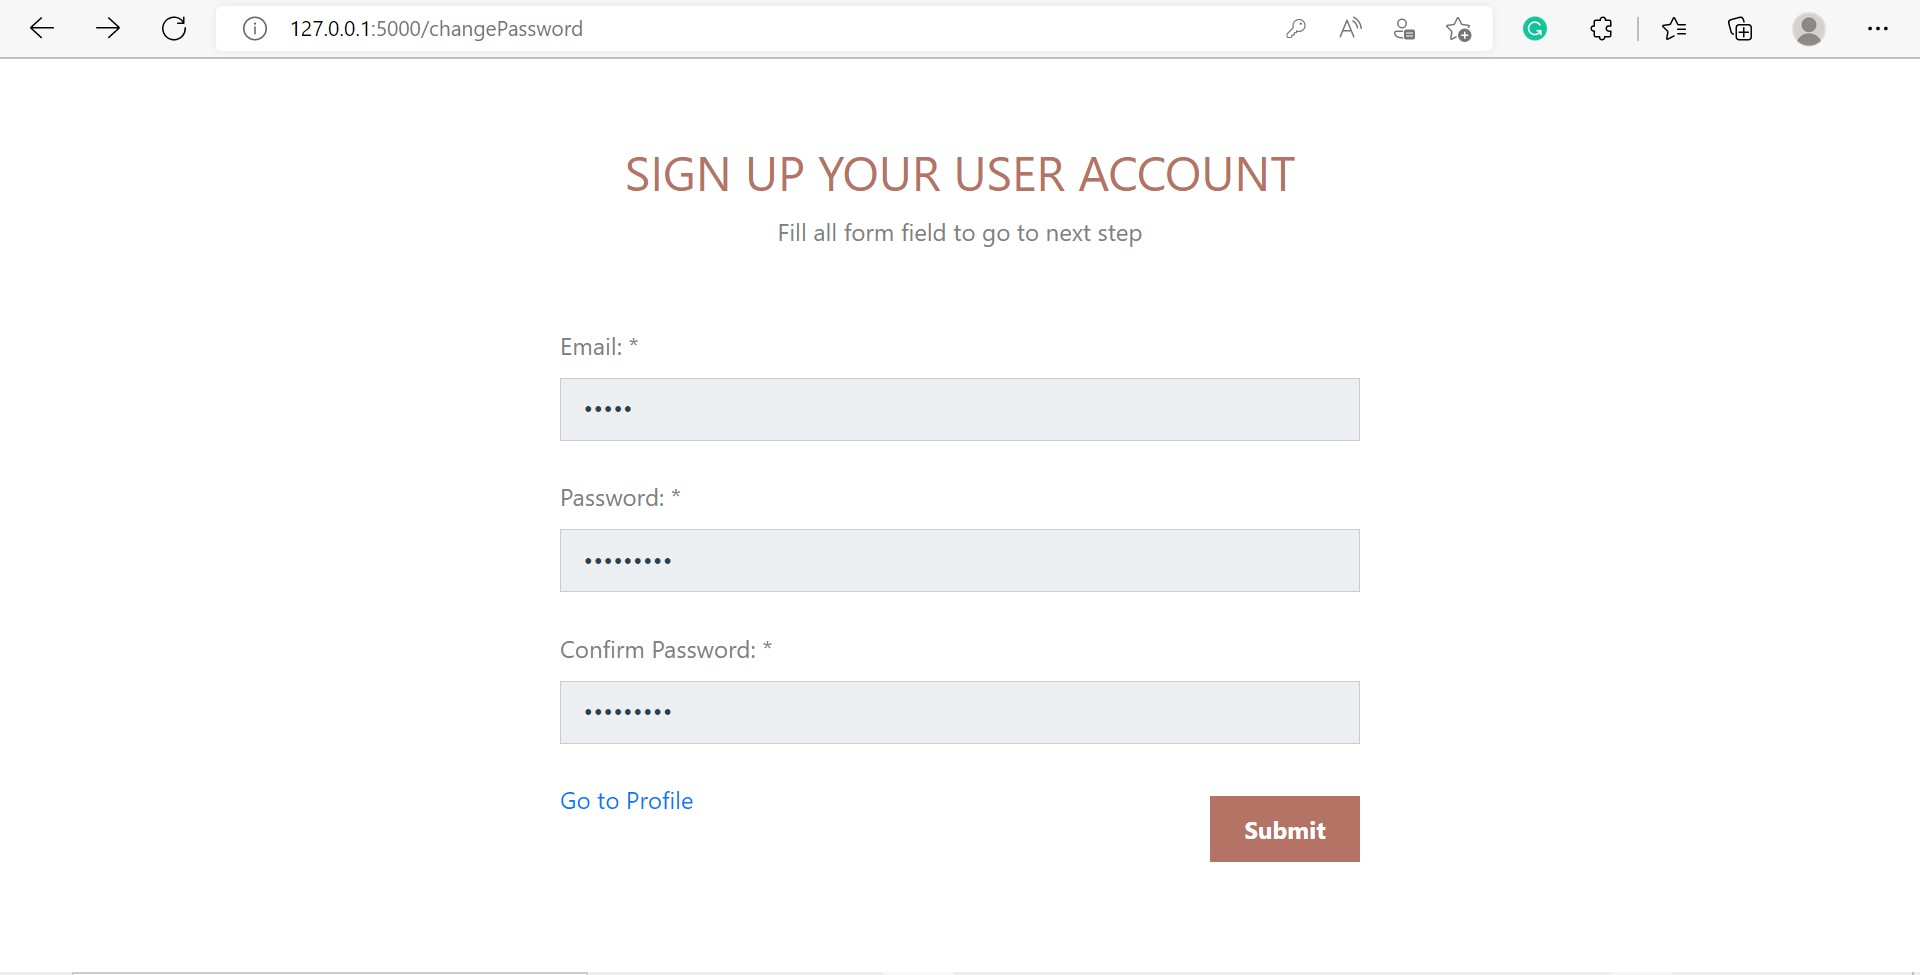 127.0.0.1:5000/changePassword
SIGN UP YOUR USER ACCOUNT
Fill all form field to go to next step
Email: *
•••••
Password: *
•••••••••
Confirm Password: *
•••••••••
Go to Profile
Submit